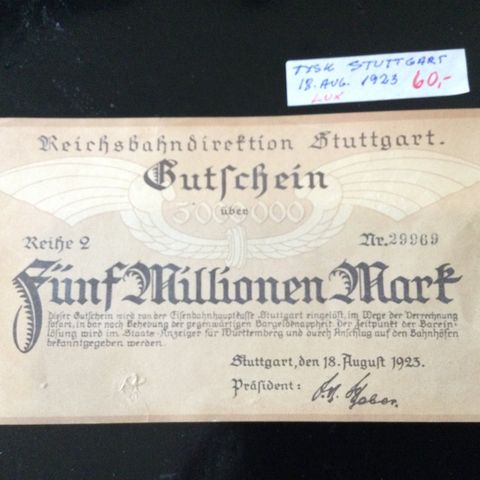 TYSK STUTTGART
18. AUG. 1923 60,-
LUX
Reichsbahndirektion Stuttgart.
Gutschein
über
5000000
Reihe 2 Nr. 29969
Fünf Millionen Mark
Dieser Gutschein wird von der Eisenbahnhauptkasse Stuttgart eingelöst, im Wege der Verrechnung
sofort, in bar nach Behebung der gegenwärtigen Bargeldknappheit. Der Zeitpunkt der Barein-
lösung wird im Staats-Anzeiger für Württemberg und durch Anschlag auf den Bahnhöfen
bekanntgegeben werden.
Stuttgart, den 18. August 1923.
Präsident: